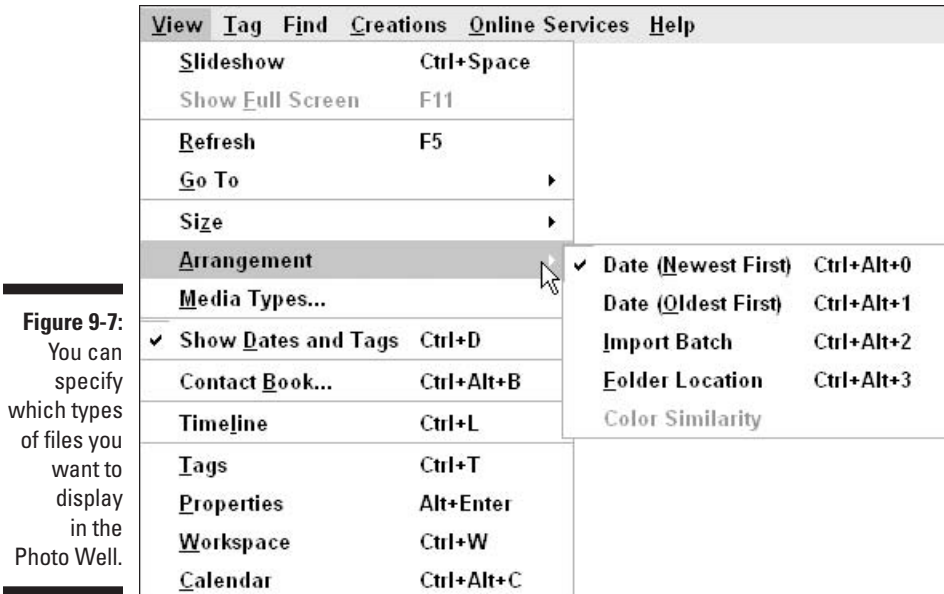 View Tag Find Creations Online Services Help
Slideshow Ctrl+Space
Show Full Screen F11
Refresh F5
Go To
Size
Arrangement
Media Types...
Show Dates and Tags Ctrl+D
Contact Book... Ctrl+Alt+B
Timeline Ctrl+L
Tags Ctrl+T
Properties Alt+Enter
Workspace Ctrl+W
Calendar Ctrl+Alt+C
Date (Newest First) Ctrl+Alt+0
Date (Oldest First) Ctrl+Alt+1
Import Batch Ctrl+Alt+2
Folder Location Ctrl+Alt+3
Color Similarity
Figure 9-7:
You can
specify
which types
of files you
want to
display
in the
Photo Well.